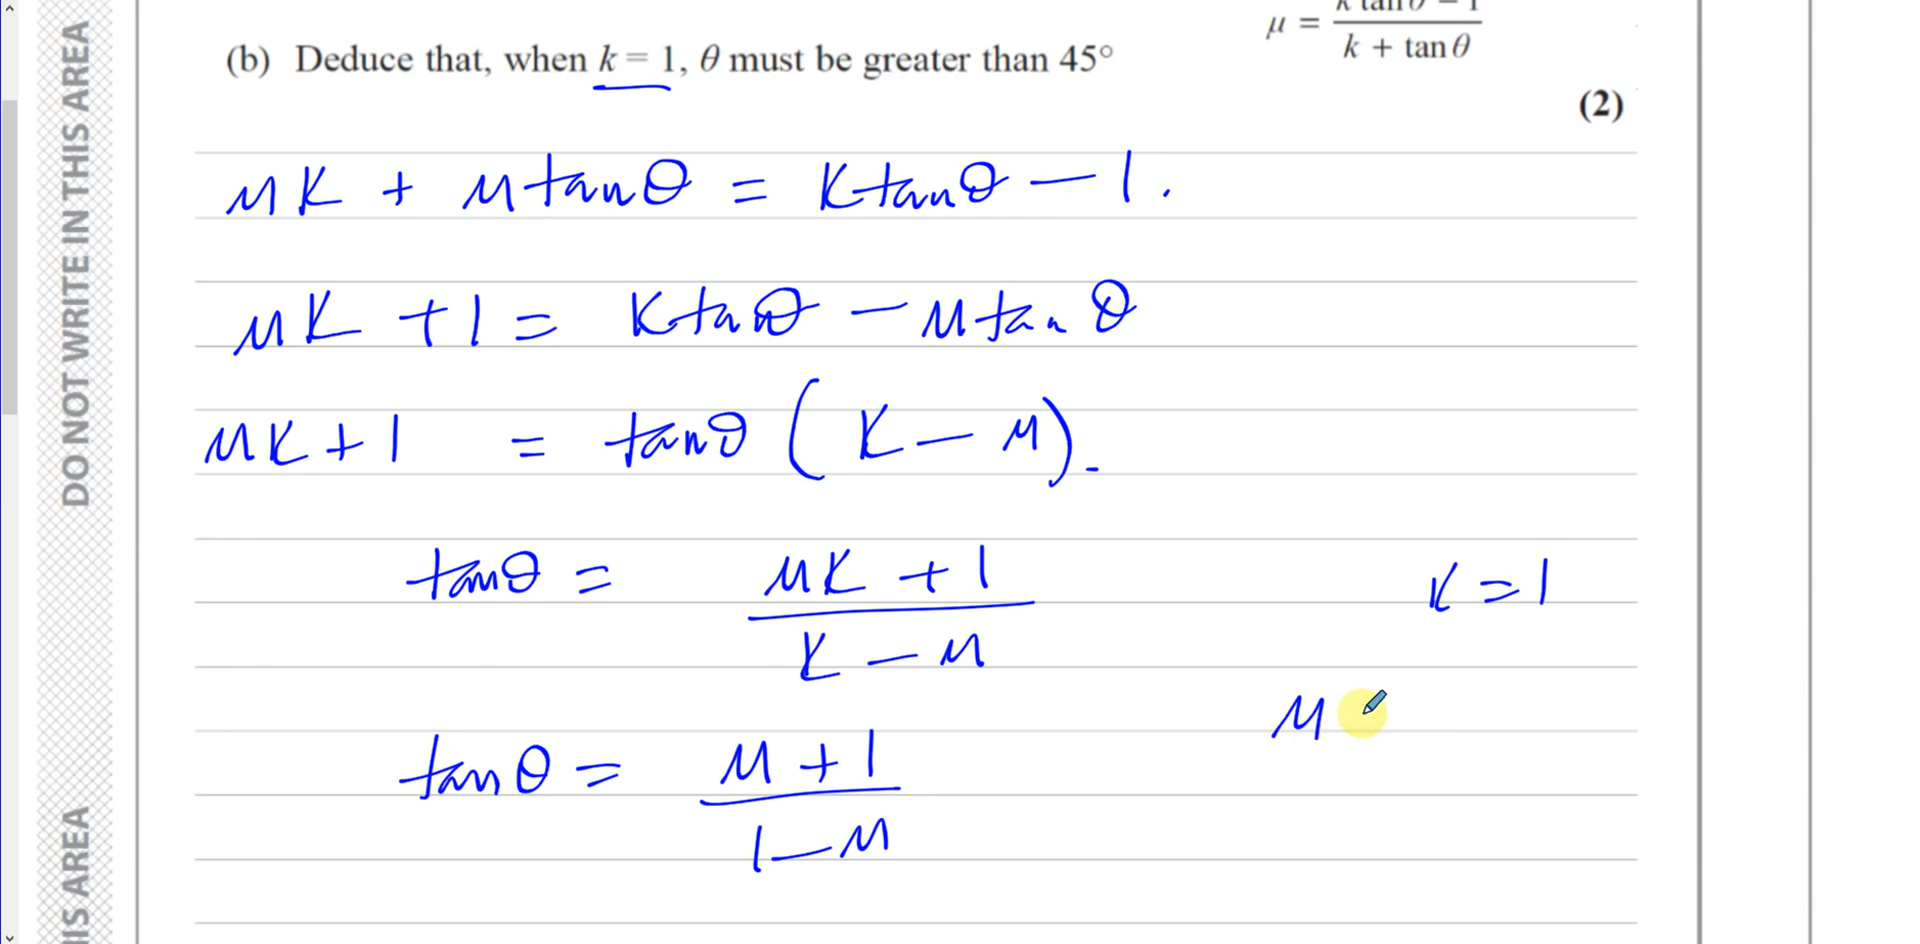 DO NOT WRITE IN THIS AREA
μ = k tanθ − 1 / k + tanθ
(b) Deduce that, when k = 1, θ must be greater than 45°
(2)
μk + μtanθ = ktanθ − 1.
μk + 1 = ktanθ − μtanθ
μk + 1 = tanθ (k − μ).
tanθ = μk + 1 / k − μ
k = 1
μ
tanθ = μ + 1 / 1 − μ
IS AREA